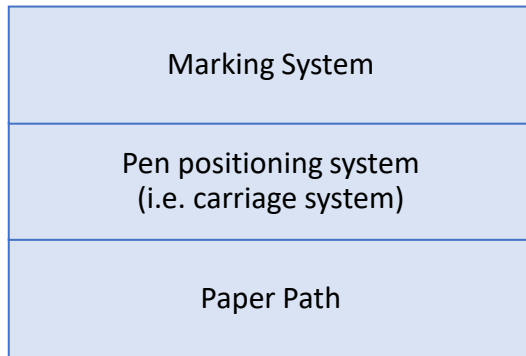 Marking System
Pen positioning system
(i.e. carriage system)
Paper Path